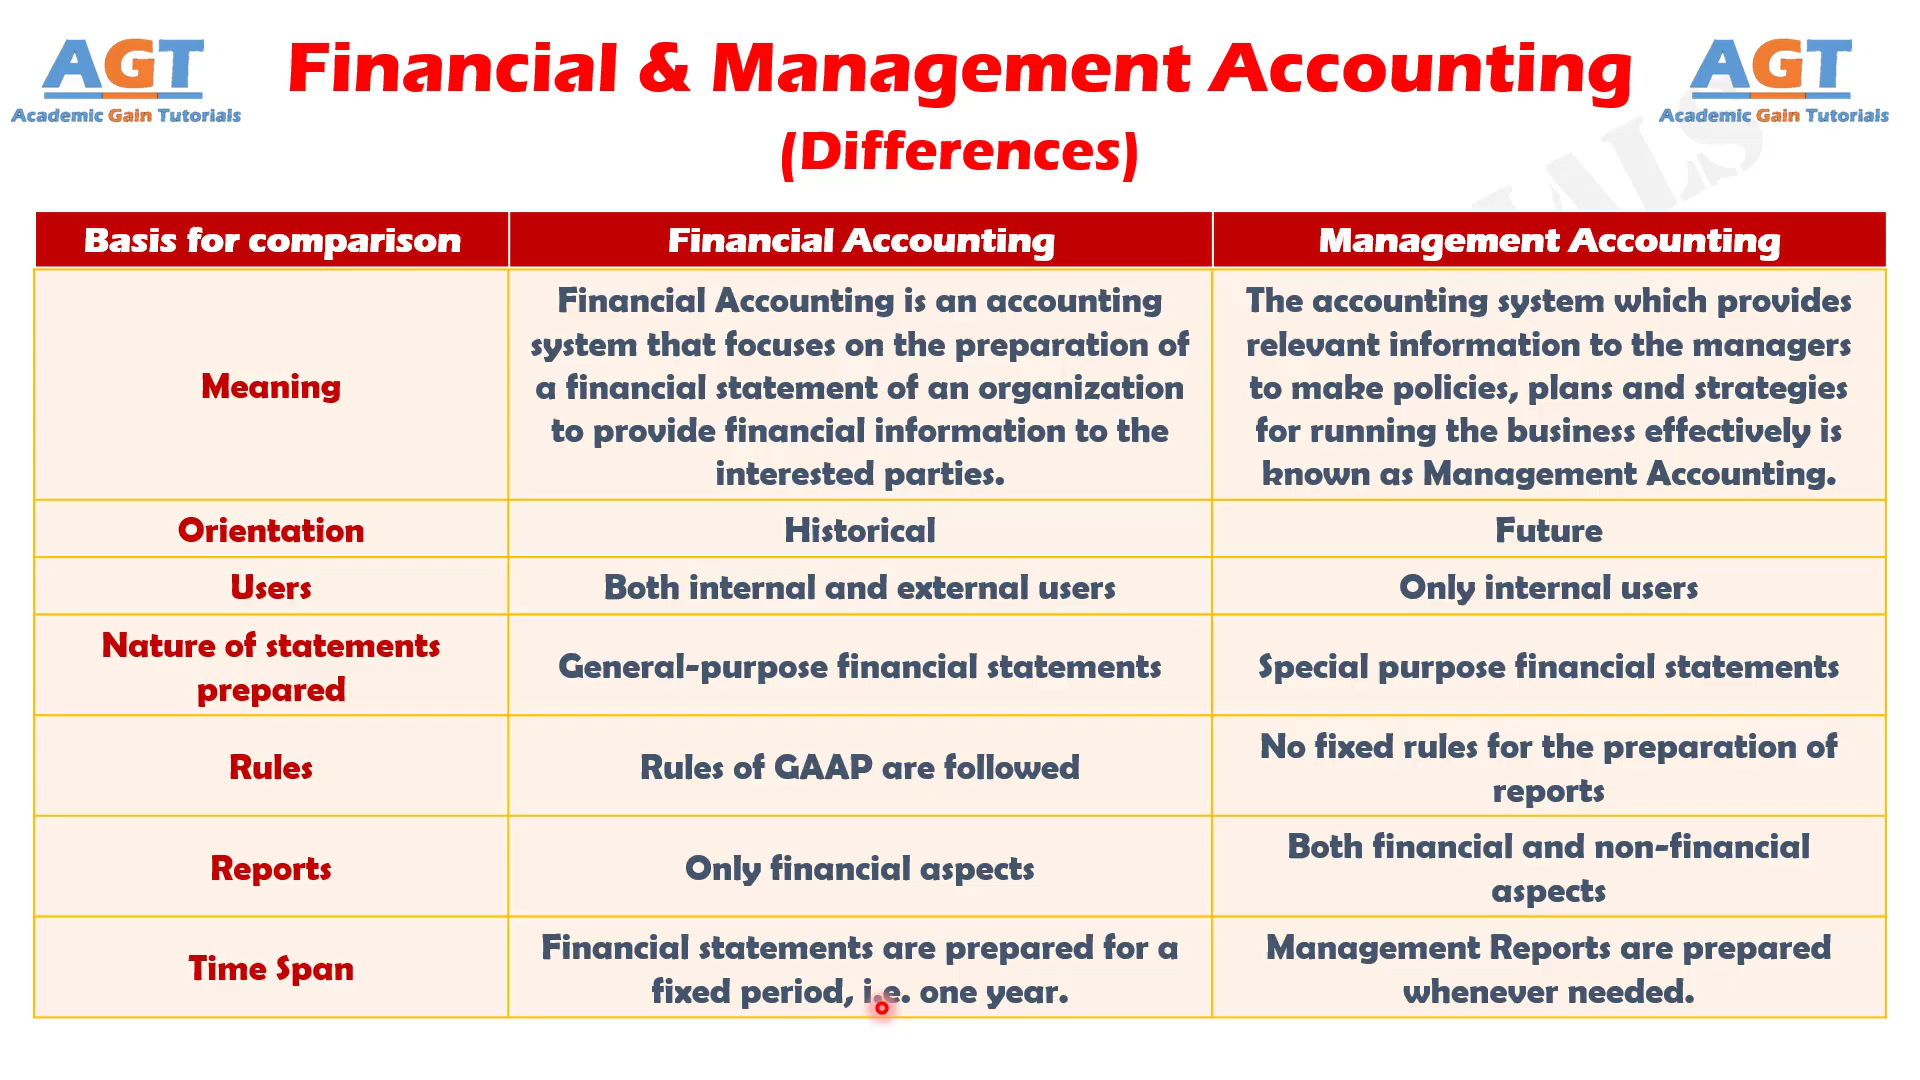 AGT
Academic Gain Tutorials
Financial & Management Accounting
(Differences)
AGT
Academic Gain Tutorials
Basis for comparison
Financial Accounting
Management Accounting
Meaning
Financial Accounting is an accounting
system that focuses on the preparation of
a financial statement of an organization
to provide financial information to the
interested parties.
The accounting system which provides
relevant information to the managers
to make policies, plans and strategies
for running the business effectively is
known as Management Accounting.
Orientation
Historical
Future
Users
Both internal and external users
Only internal users
Nature of statements
prepared
General-purpose financial statements
Special purpose financial statements
Rules
Rules of GAAP are followed
No fixed rules for the preparation of
reports
Reports
Only financial aspects
Both financial and non-financial
aspects
Time Span
Financial statements are prepared for a
fixed period, i.e. one year.
Management Reports are prepared
whenever needed.